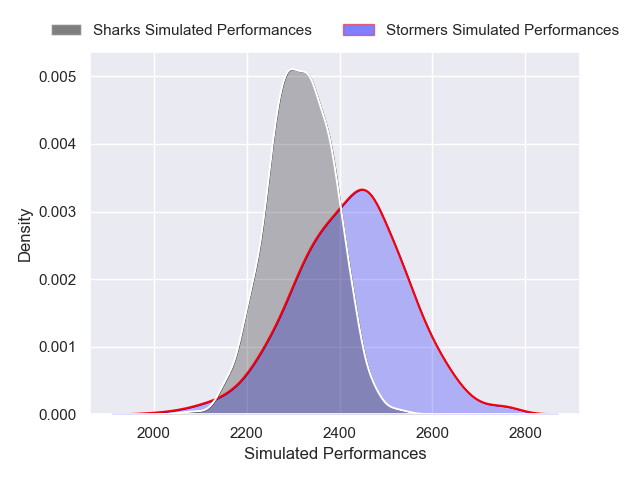 Sharks Simulated Performances
Stormers Simulated Performances
0.005
0.004
0.003
0.002
0.001
0.000
Density
2000
2200
2400
2600
2800
Simulated Performances